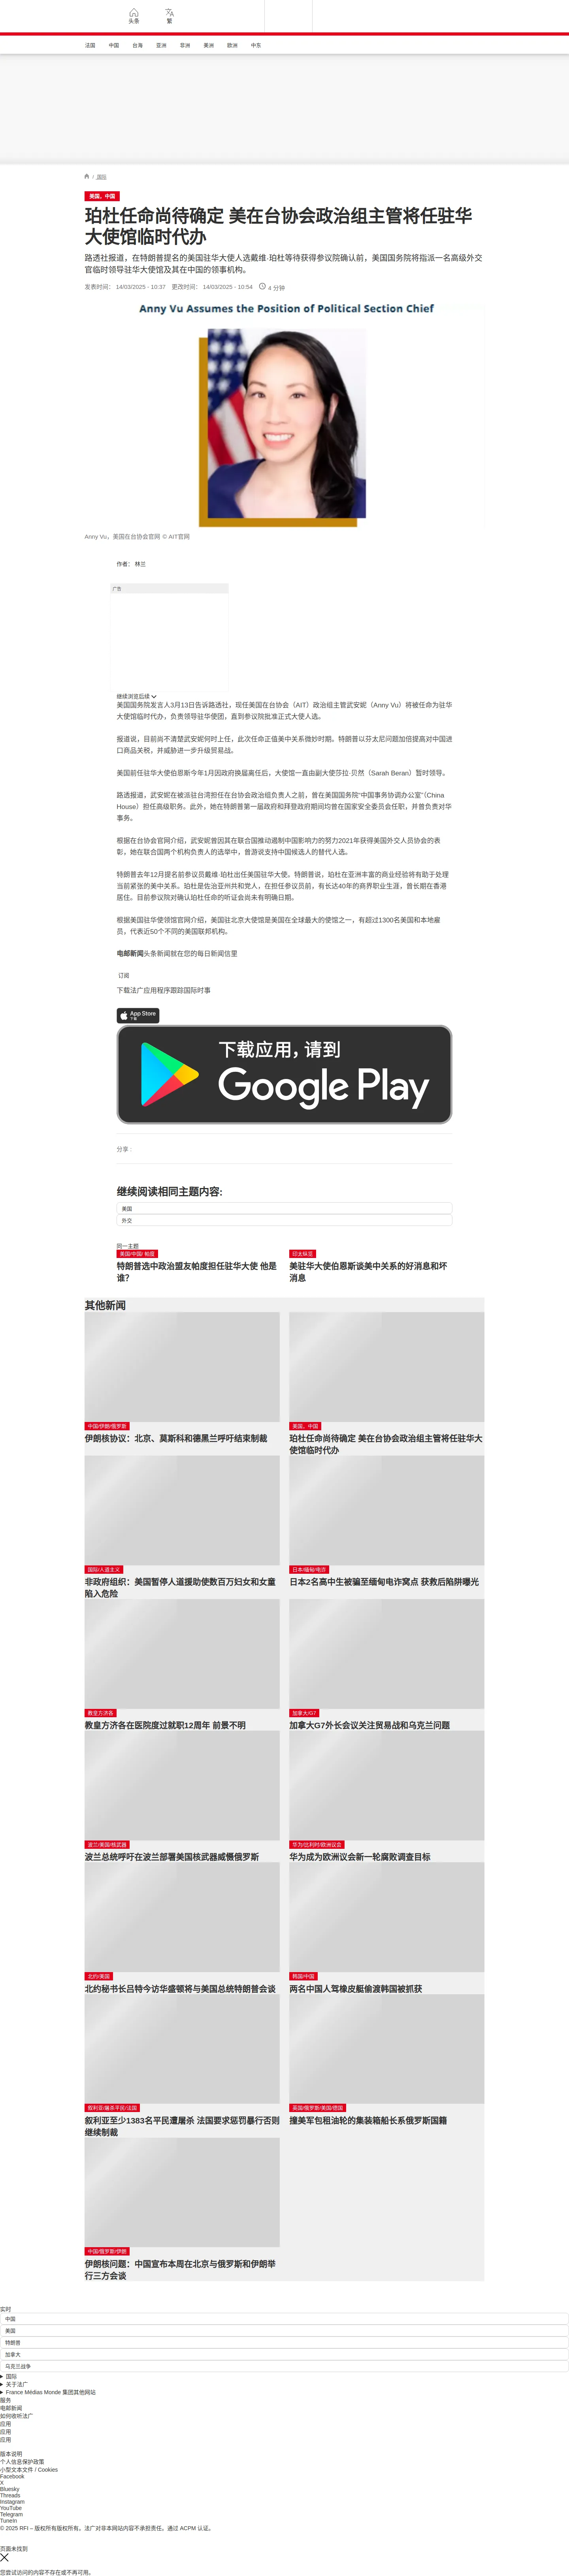 头条
繁
法国
中国
台海
亚洲
非洲
美洲
欧洲
中东
/ 国际
美国，中国
珀杜任命尚待确定 美在台协会政治组主管将任驻华
大使馆临时代办
路透社报道，在特朗普提名的美国驻华大使人选戴维·珀杜等待获得参议院确认前，美国国务院将指派一名高级外交
官临时领导驻华大使馆及其在中国的领事机构。
发表时间： 14/03/2025 - 10:37 更改时间： 14/03/2025 - 10:54 4 分钟
Anny Vu Assumes the Position of Political Section Chief
Anny Vu，美国在台协会官网 © AIT官网
作者： 林兰
广告
继续浏览后续
美国国务院发言人3月13日告诉路透社，现任美国在台协会（AIT）政治组主管武安妮（Anny Vu）将被任命为驻华
大使馆临时代办，负责领导驻华使团，直到参议院批准正式大使人选。
报道说，目前尚不清楚武安妮何时上任，此次任命正值美中关系微妙时期。特朗普以芬太尼问题加倍提高对中国进
口商品关税，并威胁进一步升级贸易战。
美国前任驻华大使伯恩斯今年1月因政府换届离任后，大使馆一直由副大使莎拉·贝然（Sarah Beran）暂时领导。
路透报道，武安妮在被派驻台湾担任在台协会政治组负责人之前，曾在美国国务院“中国事务协调办公室”（China
House）担任高级职务。此外，她在特朗普第一届政府和拜登政府期间均曾在国家安全委员会任职，并曾负责对华
事务。
根据在台协会官网介绍，武安妮曾因其在联合国推动遏制中国影响力的努力2021年获得美国外交人员协会的表
彰，她在联合国两个机构负责人的选举中，曾游说支持中国候选人的替代人选。
特朗普去年12月提名前参议员戴维·珀杜出任美国驻华大使。特朗普说，珀杜在亚洲丰富的商业经验将有助于处理
当前紧张的美中关系。珀杜是佐治亚州共和党人，在担任参议员前，有长达40年的商界职业生涯，曾长期在香港
居住。目前参议院对确认珀杜任命的听证会尚未有明确日期。
根据美国驻华使领馆官网介绍，美国驻北京大使馆是美国在全球最大的使馆之一，有超过1300名美国和本地雇
员，代表近50个不同的美国联邦机构。
电邮新闻头条新闻就在您的每日新闻信里
订阅
下载法广应用程序跟踪国际时事
App Store
下载
下载应用，请到
Google Play
分享 :
继续阅读相同主题内容:
美国
外交
同一主题
美国/中国/ 帕度
特朗普选中政治盟友帕度担任驻华大使 他是
谁？
印太纵览
美驻华大使伯恩斯谈美中关系的好消息和坏
消息
其他新闻
中国/伊朗/俄罗斯
伊朗核协议：北京、莫斯科和德黑兰呼吁结束制裁
美国，中国
珀杜任命尚待确定 美在台协会政治组主管将任驻华大
使馆临时代办
国际/人道主义
非政府组织：美国暂停人道援助使数百万妇女和女童
陷入危险
日本/缅甸/电诈
日本2名高中生被骗至缅甸电诈窝点 获救后陷阱曝光
教皇方济各
教皇方济各在医院度过就职12周年 前景不明
加拿大/G7
加拿大G7外长会议关注贸易战和乌克兰问题
波兰/美国/核武器
波兰总统呼吁在波兰部署美国核武器威慑俄罗斯
华为/比利时/欧洲议会
华为成为欧洲议会新一轮腐败调查目标
北约/美国
北约秘书长吕特今访华盛顿将与美国总统特朗普会谈
韩国/中国
两名中国人驾橡皮艇偷渡韩国被抓获
叙利亚/屠杀平民/法国
叙利亚至少1383名平民遭屠杀 法国要求惩罚暴行否则
继续制裁
英国/俄罗斯/美国/德国
撞美军包租油轮的集装箱船长系俄罗斯国籍
中国/俄罗斯/伊朗
伊朗核问题：中国宣布本周在北京与俄罗斯和伊朗举
行三方会谈
实时
中国
美国
特朗普
加拿大
乌克兰战争
国际
关于法广
France Médias Monde 集团其他网站
服务
电邮新闻
如何收听法广
应用
应用
应用
版本说明
个人信息保护政策
小型文本文件 / Cookies
Facebook
X
Bluesky
Threads
Instagram
YouTube
Telegram
TuneIn
© 2025 RFI – 版权所有版权所有。法广对非本网站内容不承担责任。通过 ACPM 认证。
页面未找到
您尝试访问的内容不存在或不再可用。